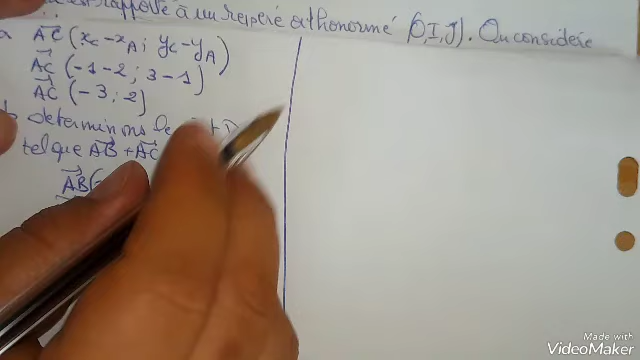 est rapporté à un repère orthonormé (O,I,J). On considère
a AC (xc - xA ; yc - yA)
AC (-1-2 ; 3-1)
AC (-3 ; 2)
b determinons le
tel que AB + AC
AB(
Made with
VideoMaker